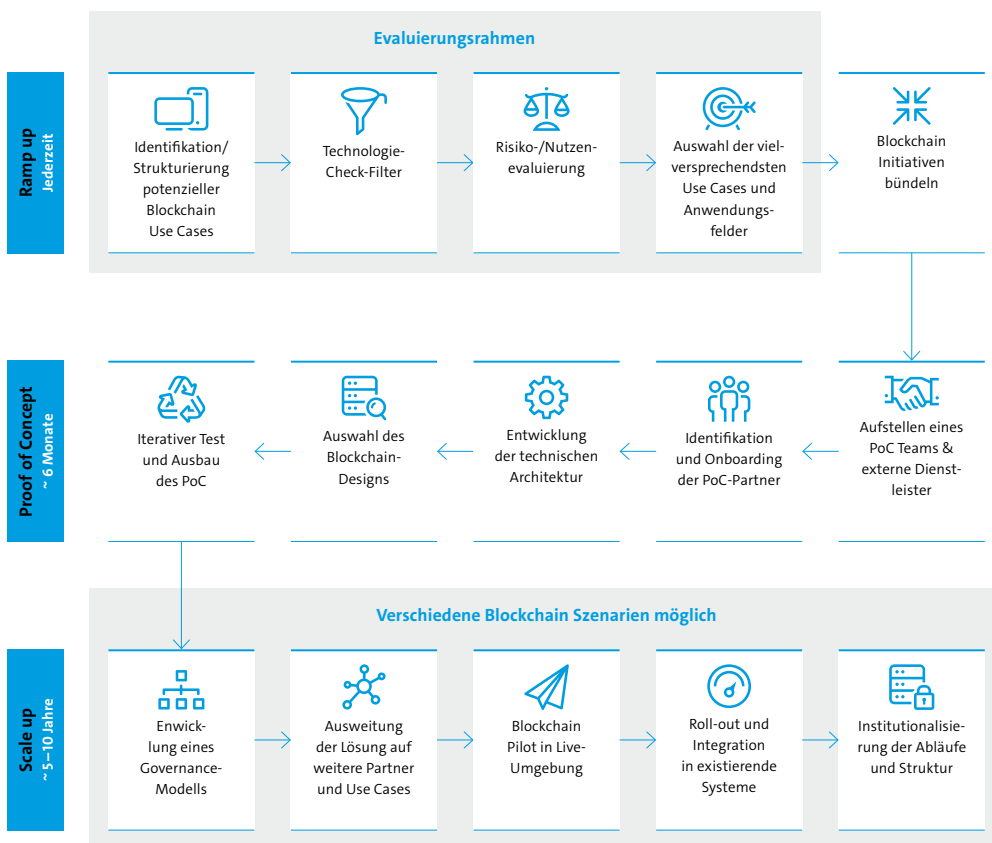 Evaluierungsrahmen
Ramp up
Jederzeit
Identifikation/
Strukturierung
potenzieller
Blockchain
Use Cases
Technologie-
Check-Filter
Risiko-/Nutzen-
evaluierung
Auswahl der viel-
versprechendsten
Use Cases und
Anwendungs-
felder
Blockchain
Initiativen
bündeln
Proof of Concept
~ 6 Monate
Iterativer Test
und Ausbau
des PoC
Auswahl des
Blockchain-
Designs
Entwicklung
der technischen
Architektur
Identifikation
und Onboarding
der PoC-Partner
Aufstellen eines
PoC Teams &
externe Dienst-
leister
Verschiedene Blockchain Szenarien möglich
Scale up
~ 5–10 Jahre
Enwick-
lung eines
Governance-
Modells
Ausweitung
der Lösung auf
weitere Partner
und Use Cases
Blockchain
Pilot in Live-
Umgebung
Roll-out und
Integration
in existierende
Systeme
Institutionalisie-
rung der Abläufe
und Struktur